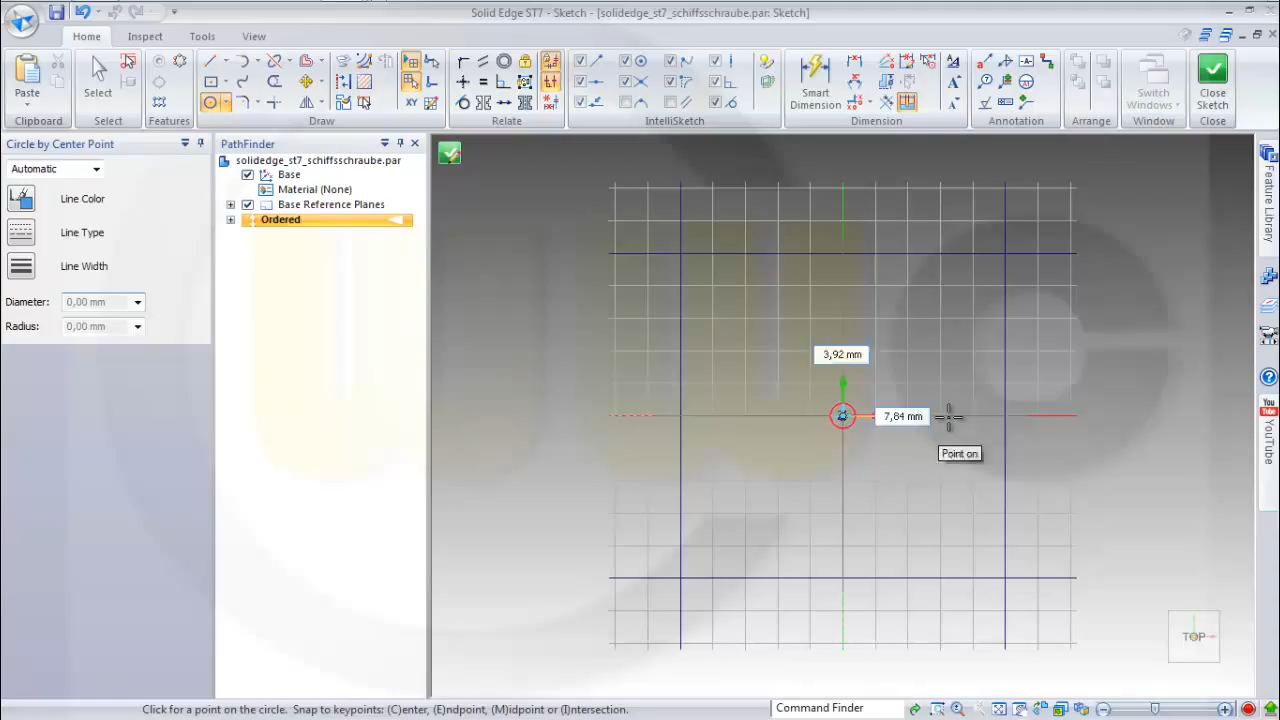 Solid Edge ST7 - Sketch - [solidedge_st7_schiffsschraube.par: Sketch]
Home
Inspect
Tools
View
Paste
Select
Smart
Dimension
Switch
Windows
Close
Sketch
Clipboard
Select
Features
Draw
Relate
IntelliSketch
Dimension
Annotation
Arrange
Window
Close
Circle by Center Point
Automatic
Line Color
Line Type
Line Width
Diameter:
0,00 mm
Radius:
0,00 mm
PathFinder
solidedge_st7_schiffsschraube.par
Base
Material (None)
Base Reference Planes
Ordered
3,92 mm
7,84 mm
Point on
TOP
Feature Library
You
Tube
YouTube
Click for a point on the circle. Snap to keypoints: (C)enter, (E)ndpoint, (M)idpoint or (I)ntersection.
Command Finder